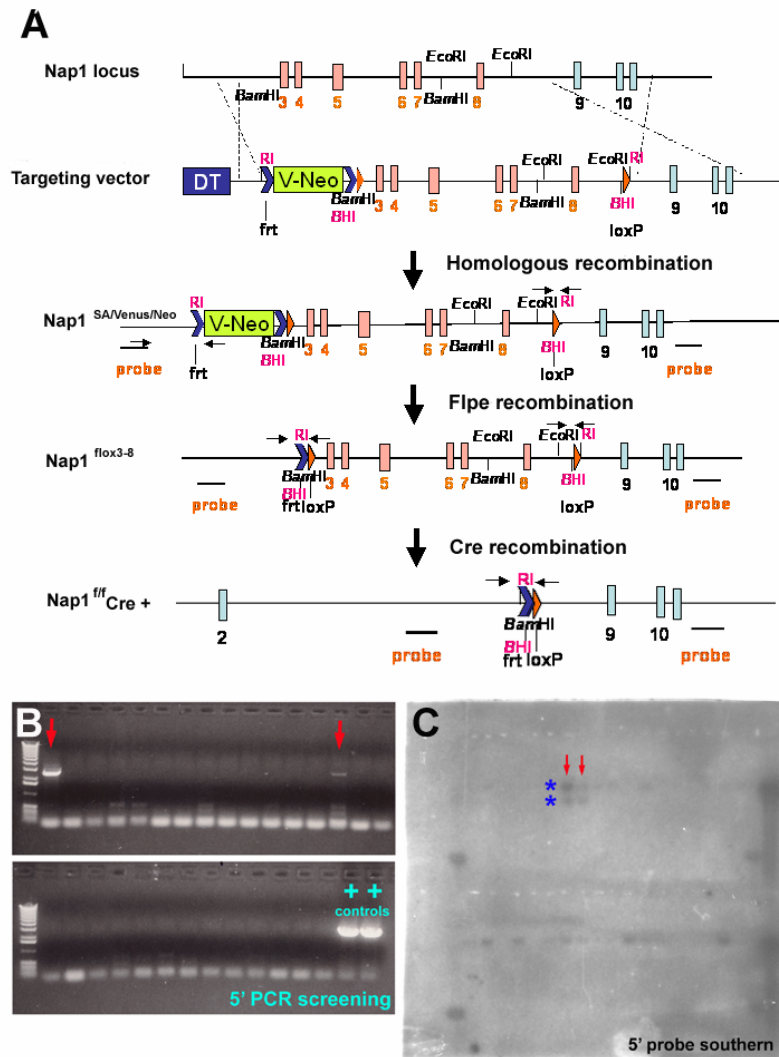 A
Nap1 locus
EcoRI
EcoRI
BamHI
3 4 5 6 7 BamHI 8 9 10
Targeting vector
DT
RI
V-Neo
frt
BamHI
BHI
3 4 5 6 7 BamHI 8
EcoRI
EcoRI RI
BHI
loxP
9 10
Homologous recombination
Nap1 SA/Venus/Neo
RI
V-Neo
probe
frt
BamHI
BHI
3 4 5 6 7 BamHI 8
EcoRI
EcoRI RI
BHI
loxP
9 10
probe
Flpe recombination
Nap1 flox3-8
RI
probe
BamHI
BHI
frt loxP
3 4 5 6 7 BamHI 8
EcoRI
EcoRI RI
BHI
loxP
9 10
probe
Cre recombination
Nap1 f/f Cre +
2
probe
RI
BamHI
BHI
frt loxP
9 10
probe
B
+ +
controls
5' PCR screening
C
* 
*
5' probe southern